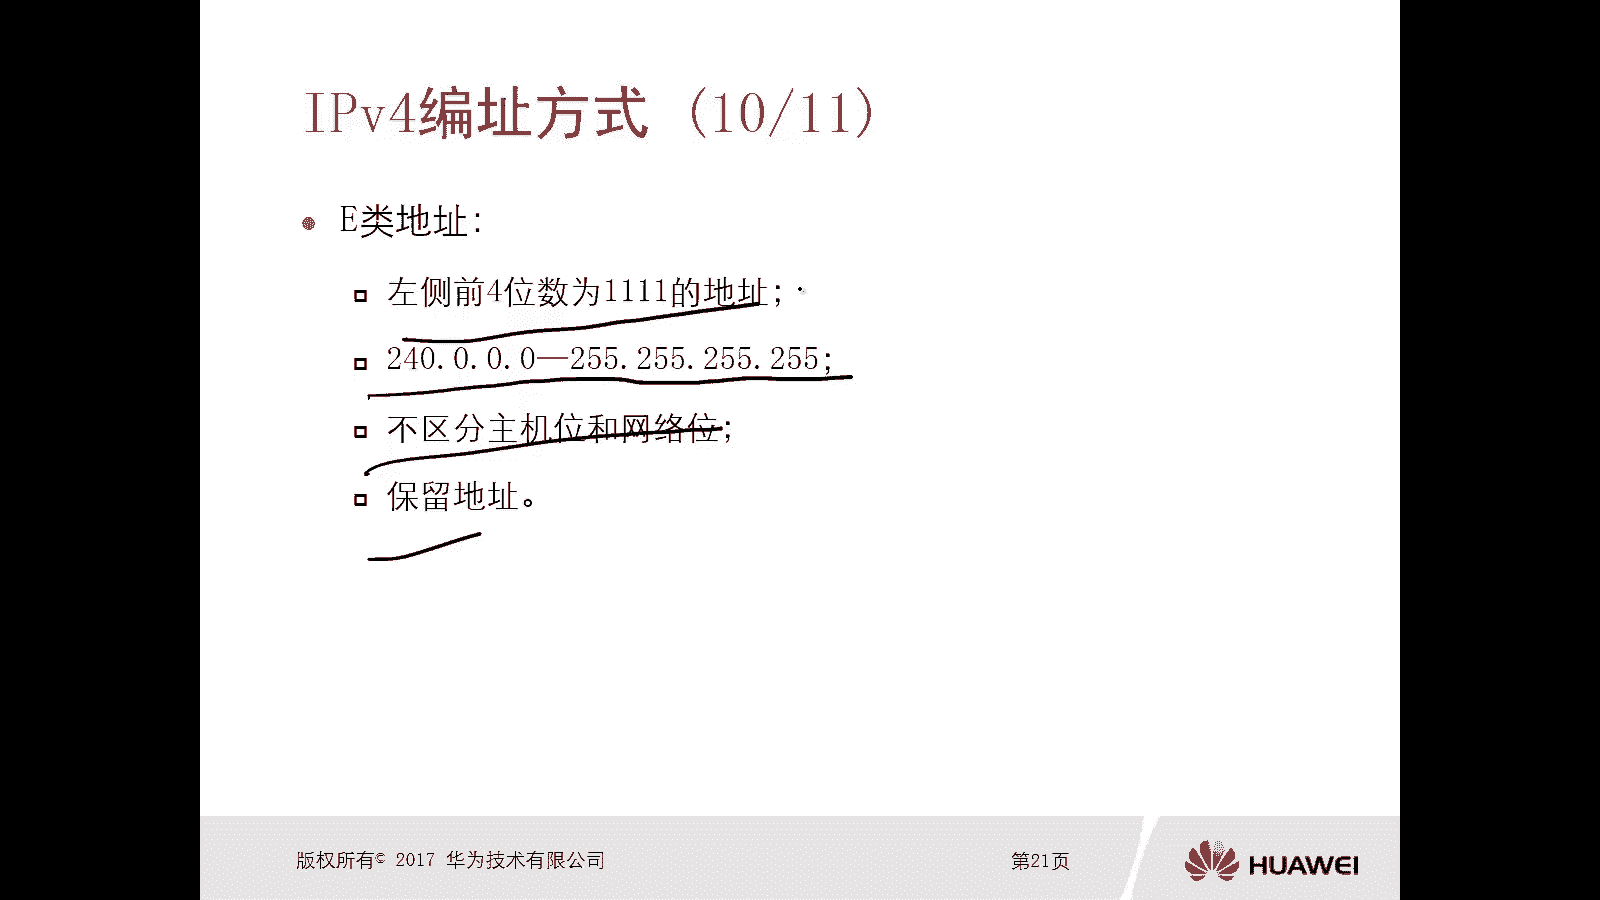 IPv4编址方式 (10/11)
E类地址：
左侧前4位数为1111的地址；
240.0.0.0—255.255.255.255；
不区分主机位和网络位；
保留地址。
版权所有© 2017 华为技术有限公司
第21页
HUAWEI